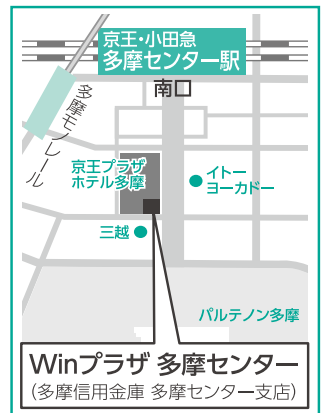 京王・小田急
多摩センター駅
南口
多摩モノレール
京王プラザ
ホテル多摩
イトー
ヨーカドー
三越
パルテノン多摩
Winプラザ 多摩センター
(多摩信用金庫 多摩センター支店)